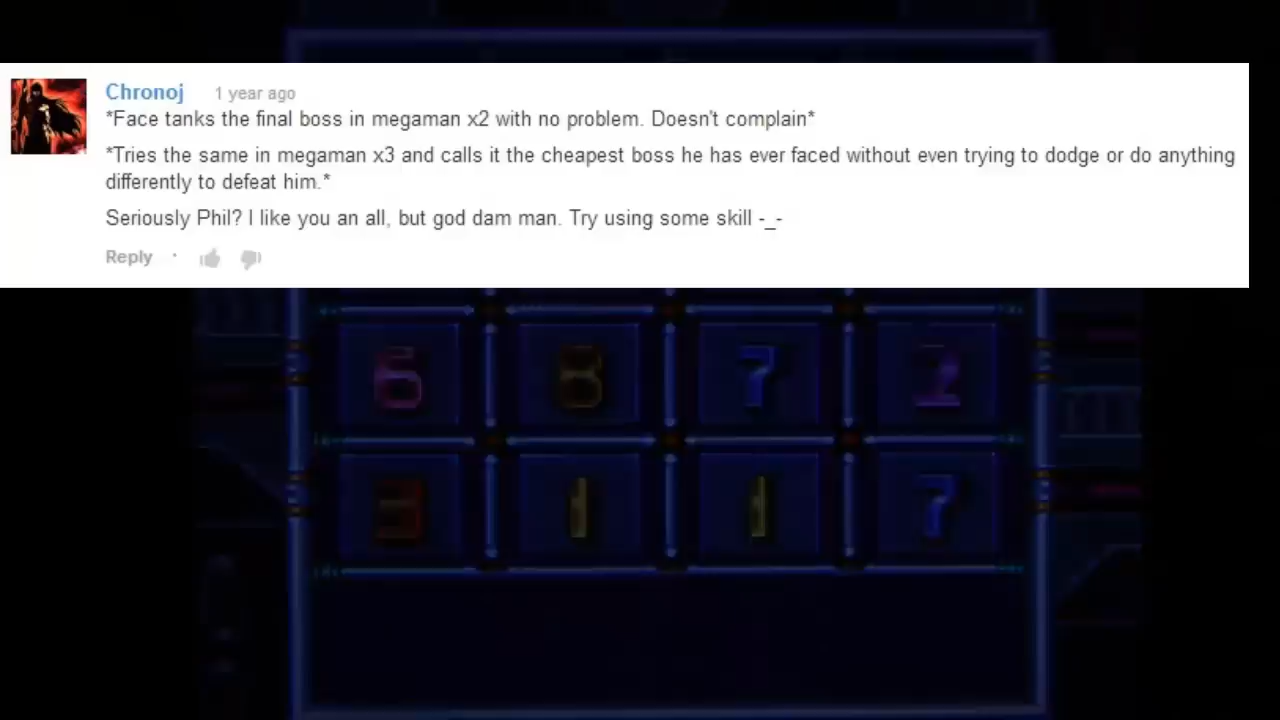 Chronoj 1 year ago
*Face tanks the final boss in megaman x2 with no problem. Doesn't complain*
*Tries the same in megaman x3 and calls it the cheapest boss he has ever faced without even trying to dodge or do anything
differently to defeat him.*
Seriously Phil? I like you an all, but god dam man. Try using some skill -_-
Reply ·
6 8 7 2
3 1 1 7